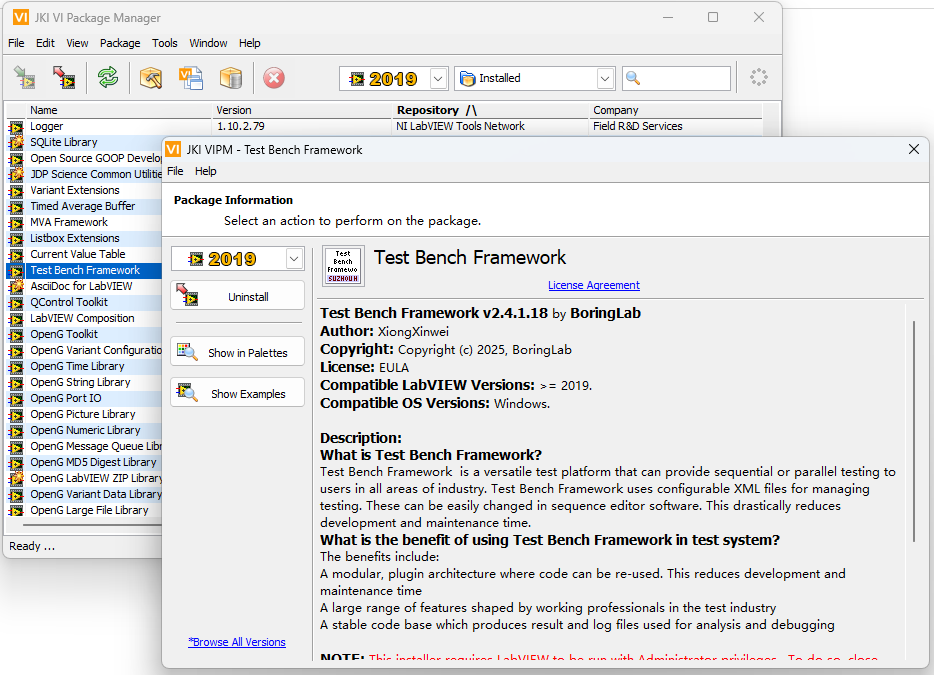 VI JKI VI Package Manager
File Edit View Package Tools Window Help
2019 Installed
Name Version Repository /\ Company
Logger 1.10.2.79 NI LabVIEW Tools Network Field R&D Services
SQLite Library
Open Source GOOP Develo
JDP Science Common Utilitie
Variant Extensions
Timed Average Buffer
MVA Framework
Listbox Extensions
Current Value Table
Test Bench Framework
AsciiDoc for LabVIEW
QControl Toolkit
LabVIEW Composition
OpenG Toolkit
OpenG Variant Configuratio
OpenG Time Library
OpenG String Library
OpenG Port IO
OpenG Picture Library
OpenG Numeric Library
OpenG Message Queue Libr
OpenG MD5 Digest Library
OpenG LabVIEW ZIP Library
OpenG Variant Data Library
OpenG Large File Library
Ready ...
VI JKI VIPM - Test Bench Framework
File Help
Package Information
Select an action to perform on the package.
2019
Uninstall
Show in Palettes
Show Examples
*Browse All Versions
Test
Bench
Framewo
SUZHOUH
Test Bench Framework
License Agreement
Test Bench Framework v2.4.1.18 by BoringLab
Author: XiongXinwei
Copyright: Copyright (c) 2025, BoringLab
License: EULA
Compatible LabVIEW Versions: >= 2019.
Compatible OS Versions: Windows.
Description:
What is Test Bench Framework?
Test Bench Framework is a versatile test platform that can provide sequential or parallel testing to
users in all areas of industry. Test Bench Framework uses configurable XML files for managing
testing. These can be easily changed in sequence editor software. This drastically reduces
development and maintenance time.
What is the benefit of using Test Bench Framework in test system?
The benefits include:
A modular, plugin architecture where code can be re-used. This reduces development and
maintenance time
A large range of features shaped by working professionals in the test industry
A stable code base which produces result and log files used for analysis and debugging
NOTE: This installer requires LabVIEW to be run with Administrator privileges. To do so, close